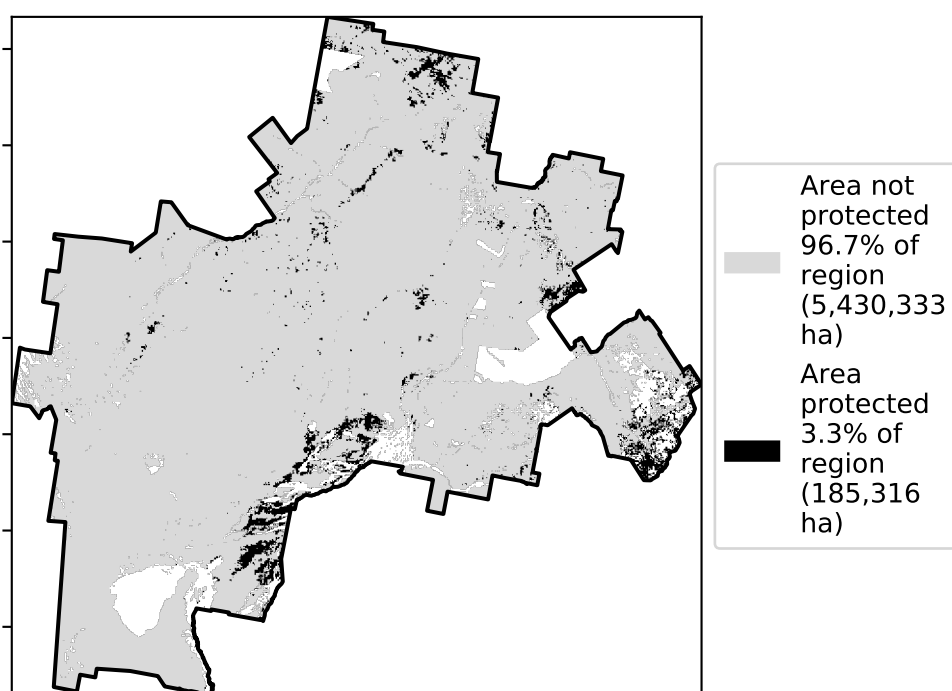 Area not
protected
96.7% of
region
(5,430,333
ha)
Area
protected
3.3% of
region
(185,316
ha)